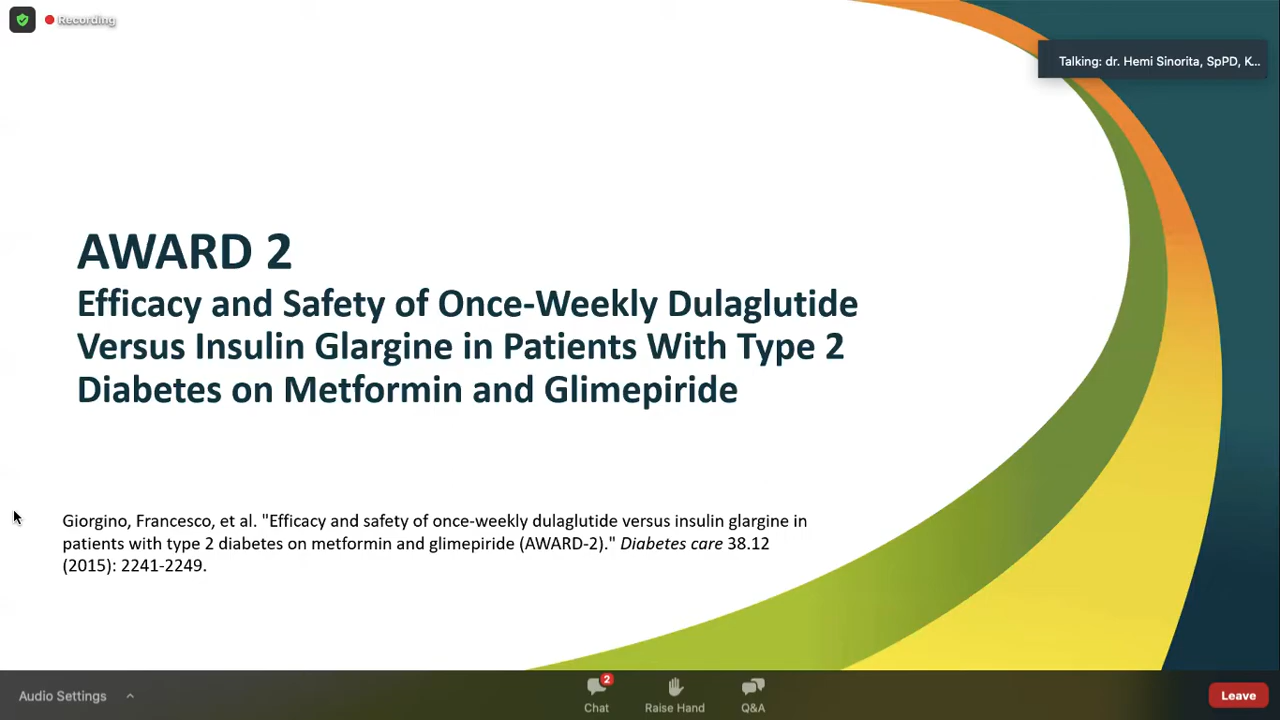 Recording
Talking: dr. Hemi Sinorita, SpPD, K...
AWARD 2
Efficacy and Safety of Once-Weekly Dulaglutide
Versus Insulin Glargine in Patients With Type 2
Diabetes on Metformin and Glimepiride
Giorgino, Francesco, et al. "Efficacy and safety of once-weekly dulaglutide versus insulin glargine in
patients with type 2 diabetes on metformin and glimepiride (AWARD-2)." Diabetes care 38.12
(2015): 2241-2249.
Audio Settings
2
Chat
Raise Hand
Q&A
Leave